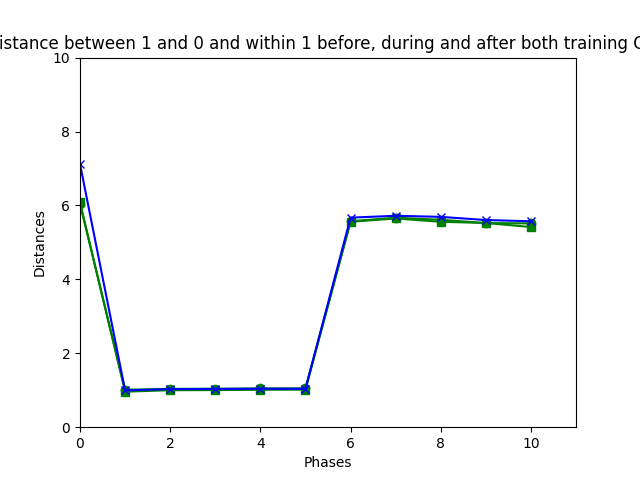 istance between 1 and 0 and within 1 before, during and after both training
10
8
6
4
2
0
Distances
0 2 4 6 8 10
Phases